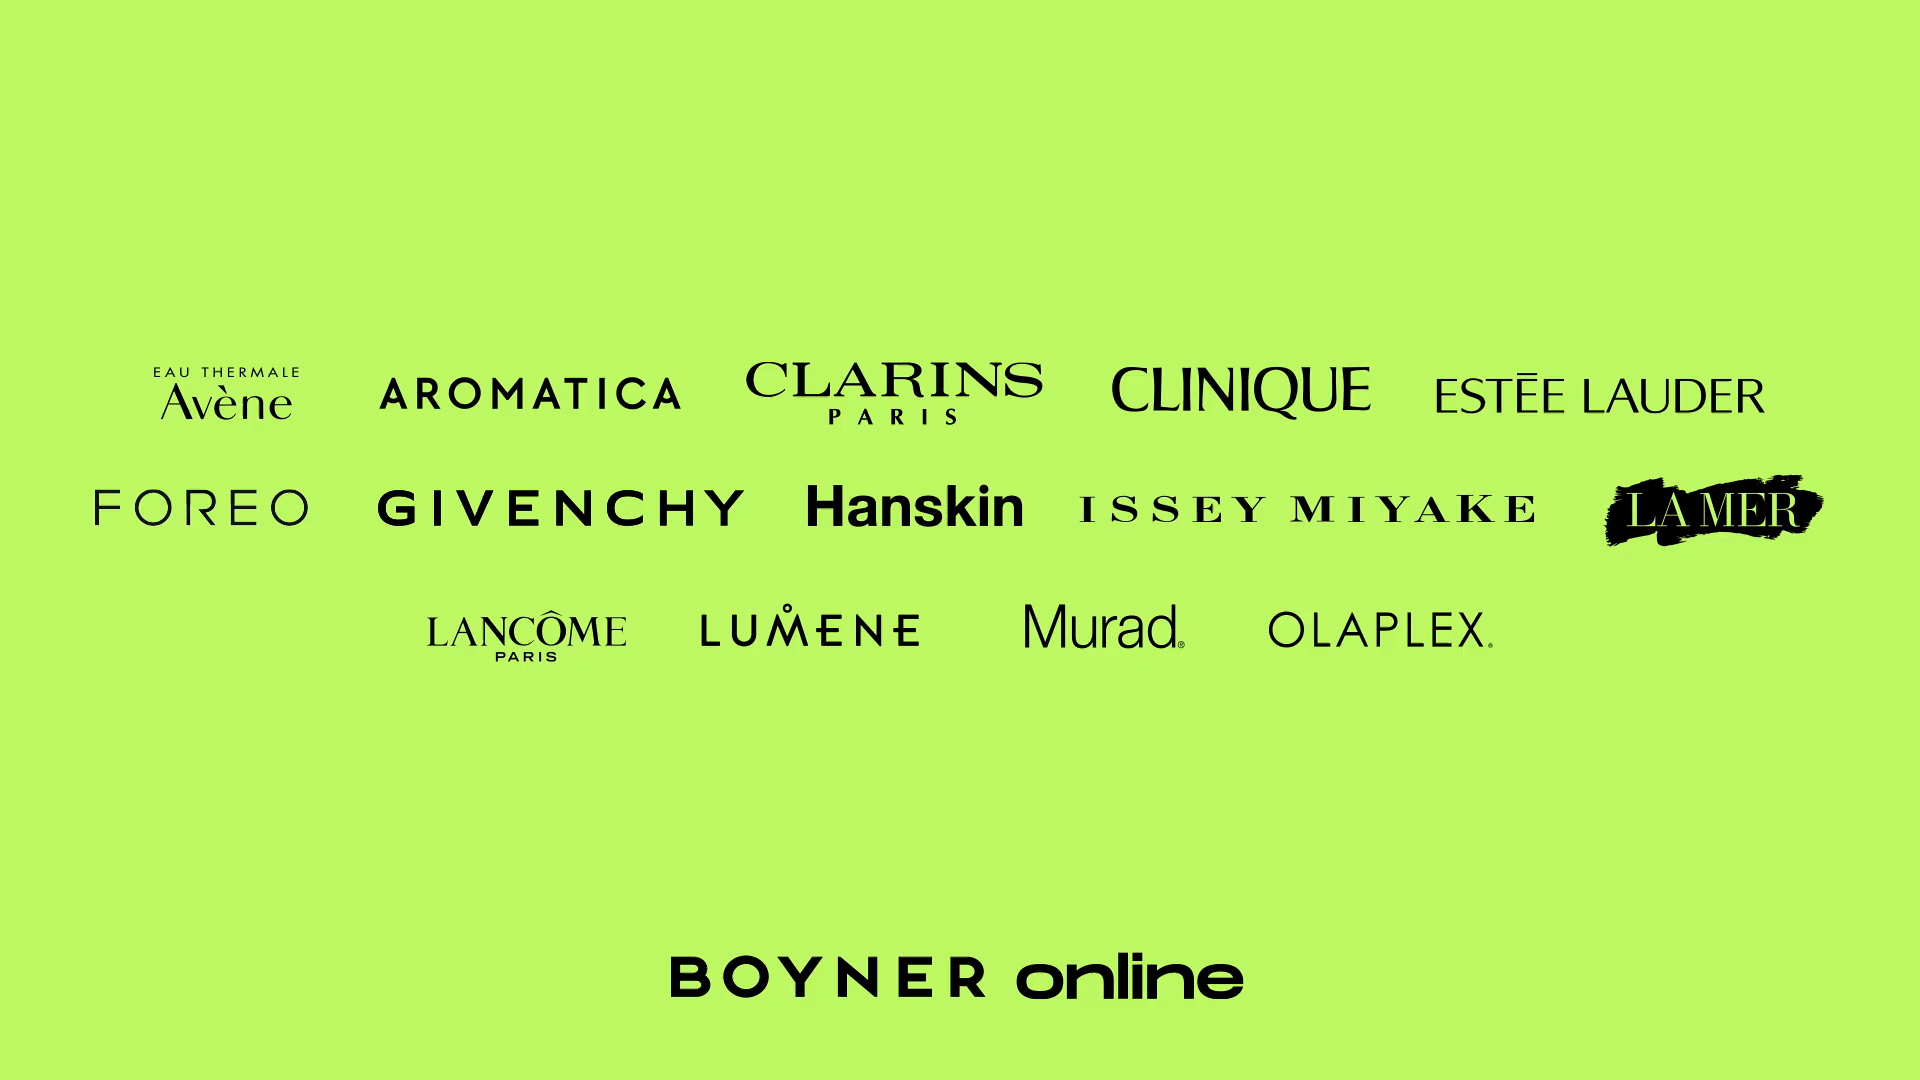 EAU THERMALE
Avène
AROMATICA
CLARINS
PARIS
CLINIQUE
ESTĒE LAUDER
FOREO
GIVENCHY
Hanskin
ISSEY MIYAKE
LA MER
LANCÔME
PARIS
LUMENE
Murad®
OLAPLEX®
BOYNER online